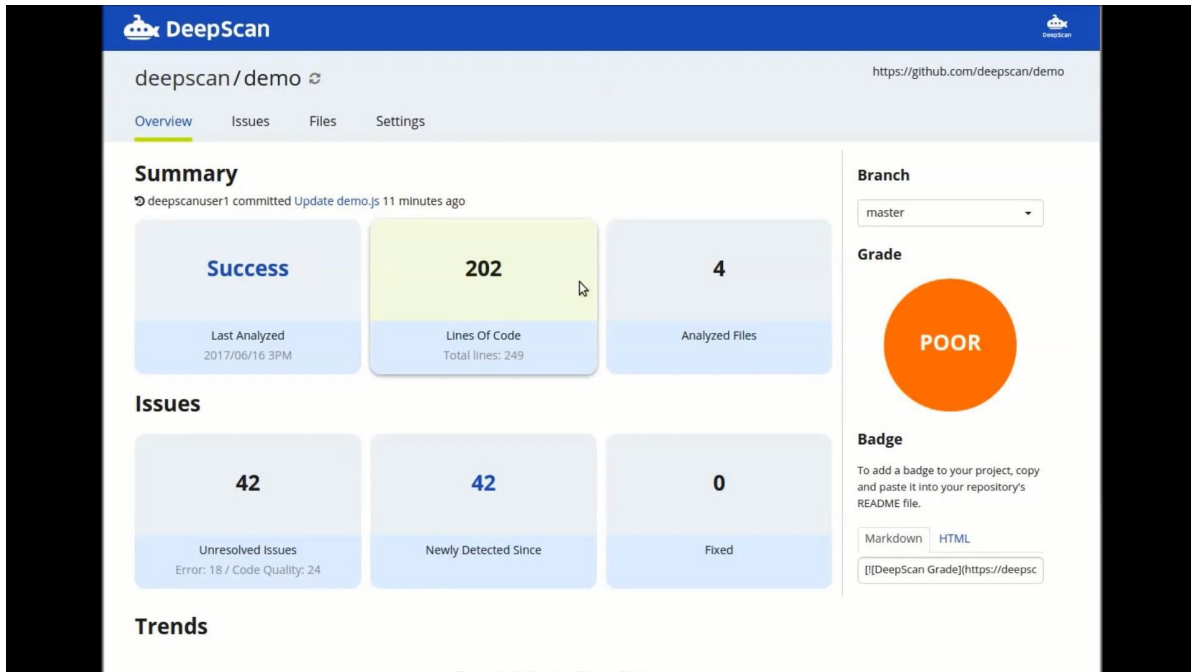 DeepScan
DeepScan
deepscan/demo
https://github.com/deepscan/demo
Overview Issues Files Settings
Summary
deepscanuser1 committed Update demo.js 11 minutes ago
Success
Last Analyzed
2017/06/16 3PM
202
Lines Of Code
Total lines: 249
4
Analyzed Files
Issues
42
Unresolved Issues
Error: 18 / Code Quality: 24
42
Newly Detected Since
0
Fixed
Trends
Branch
master
Grade
POOR
Badge
To add a badge to your project, copy
and paste it into your repository's
README file.
Markdown HTML
[![DeepScan Grade](https://deepsc